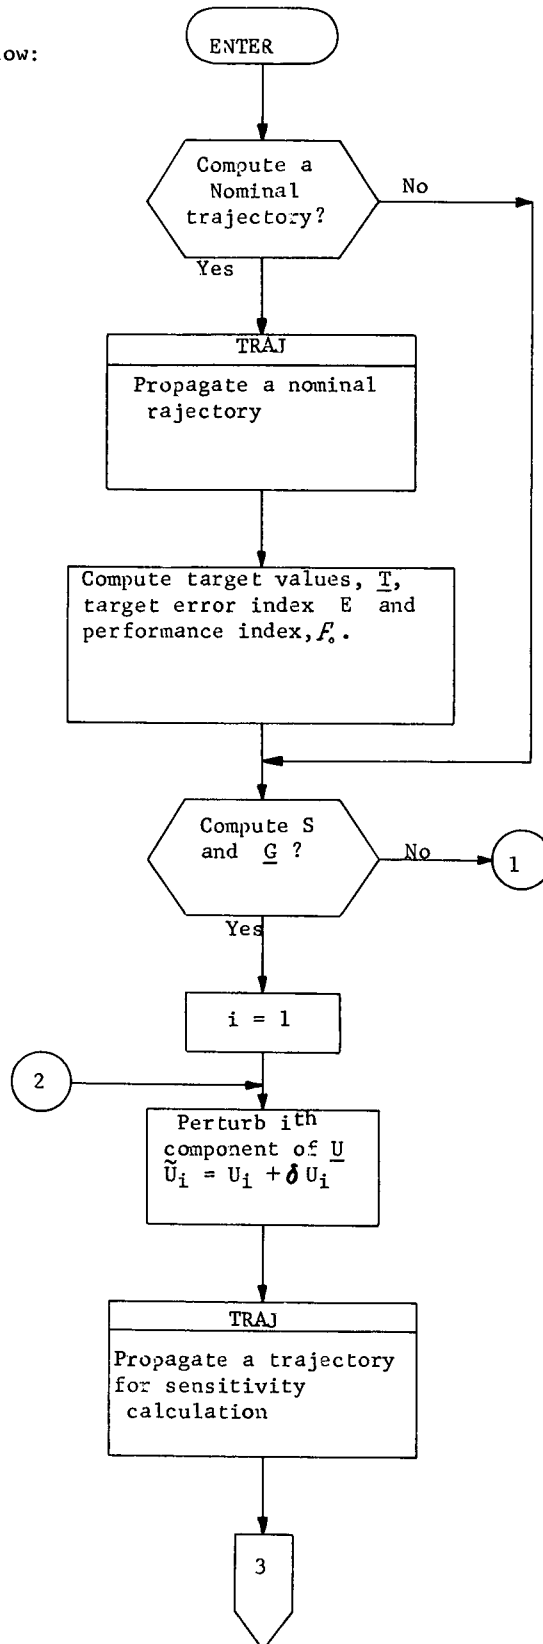 ow:
ENTER
Compute a
Nominal
trajectory?
No
Yes
TRAJ
Propagate a nominal
rajectory
Compute target values, T,
target error index E and
performance index, F₀.
Compute S
and G ?
No
1
Yes
i = 1
2
Perturb ith
component of U
Ũi = Ui + δ Ui
TRAJ
Propagate a trajectory
for sensitivity
calculation
3